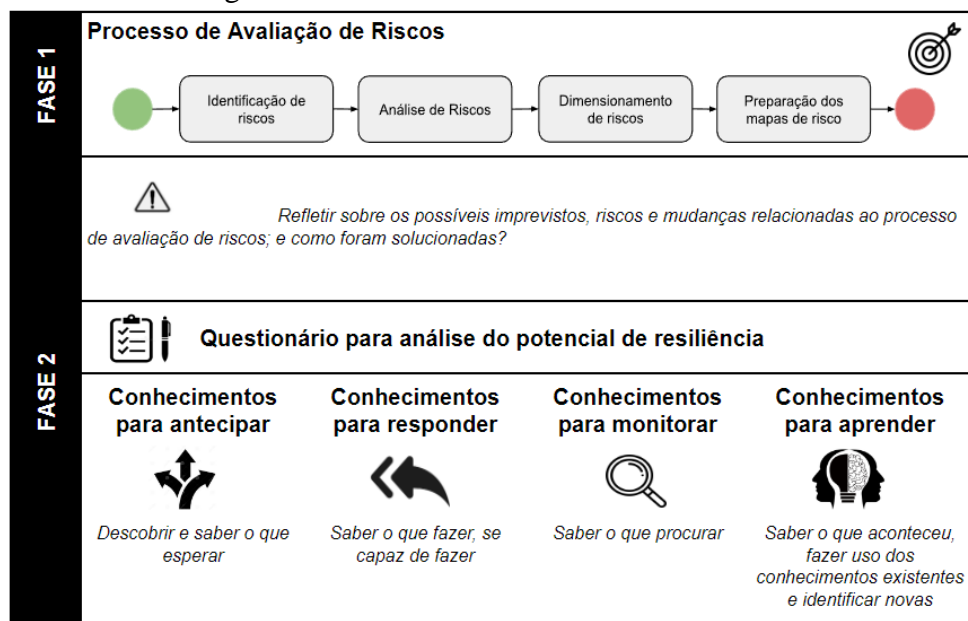 Processo de Avaliação de Riscos
FASE 1
Identificação de
riscos
Análise de Riscos
Dimensionamento
de riscos
Preparação dos
mapas de risco
Refletir sobre os possíveis imprevistos, riscos e mudanças relacionadas ao processo
de avaliação de riscos; e como foram solucionadas?
FASE 2
Questionário para análise do potencial de resiliência
Conhecimentos
para antecipar
Descobrir e saber o que
esperar
Conhecimentos
para responder
Saber o que fazer, se
capaz de fazer
Conhecimentos
para monitorar
Saber o que procurar
Conhecimentos
para aprender
Saber o que aconteceu,
fazer uso dos
conhecimentos existentes
e identificar novas